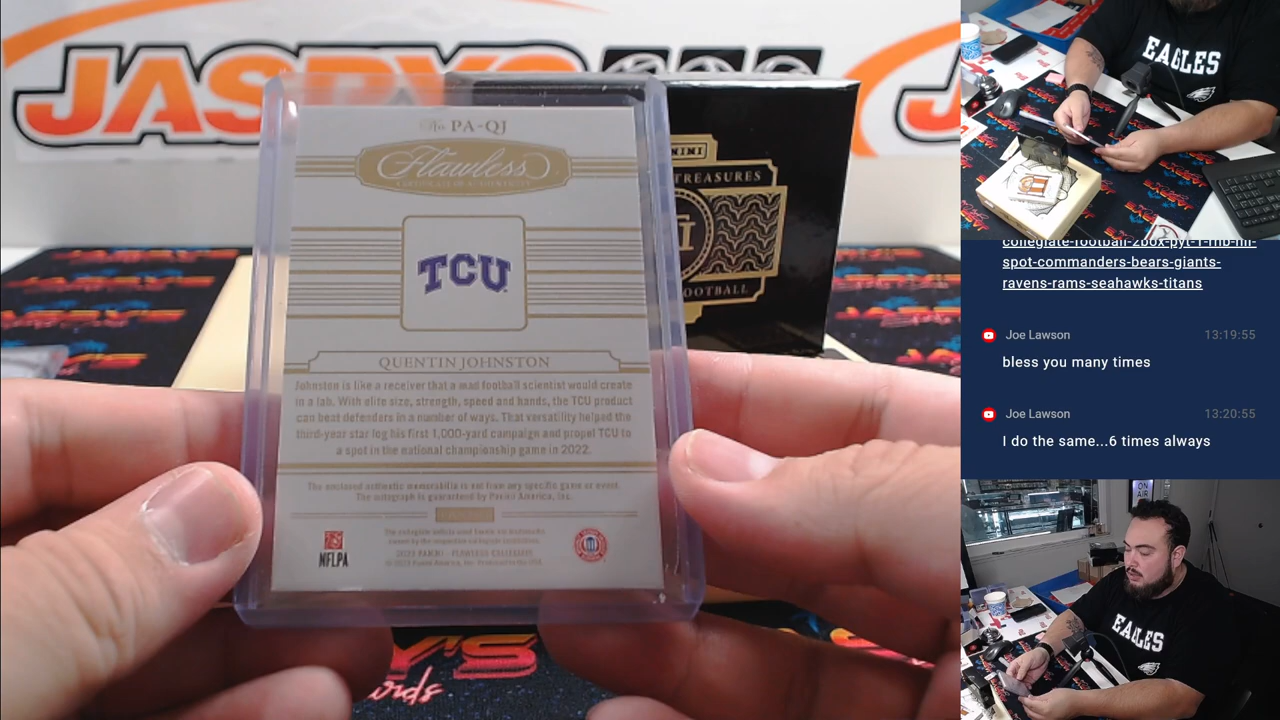 JASPYS
No PA-QJ
Flawless
TCU
QUENTIN JOHNSTON
Johnston is like a receiver that a mad football scientist would create
in a lab. With elite size, strength, speed and hands, the TCU product
can beat defenders in a number of ways. That versatility helped the
third-year star log his first 1,000-yard campaign and propel TCU to
a spot in the national championship game in 2022.
The enclosed authentic memorabilia is not from any specific game or event.
The autograph is guaranteed by Panini America, Inc.
NFLPA
PANINI
TREASURES
FOOTBALL
Y'S
EAGLES
collegiate-football-2box-pyt-1-rnb-nfl-
spot-commanders-bears-giants-
ravens-rams-seahawks-titans
Joe Lawson 13:19:55
bless you many times
Joe Lawson 13:20:55
I do the same...6 times always
ON
AIR
EAGLES